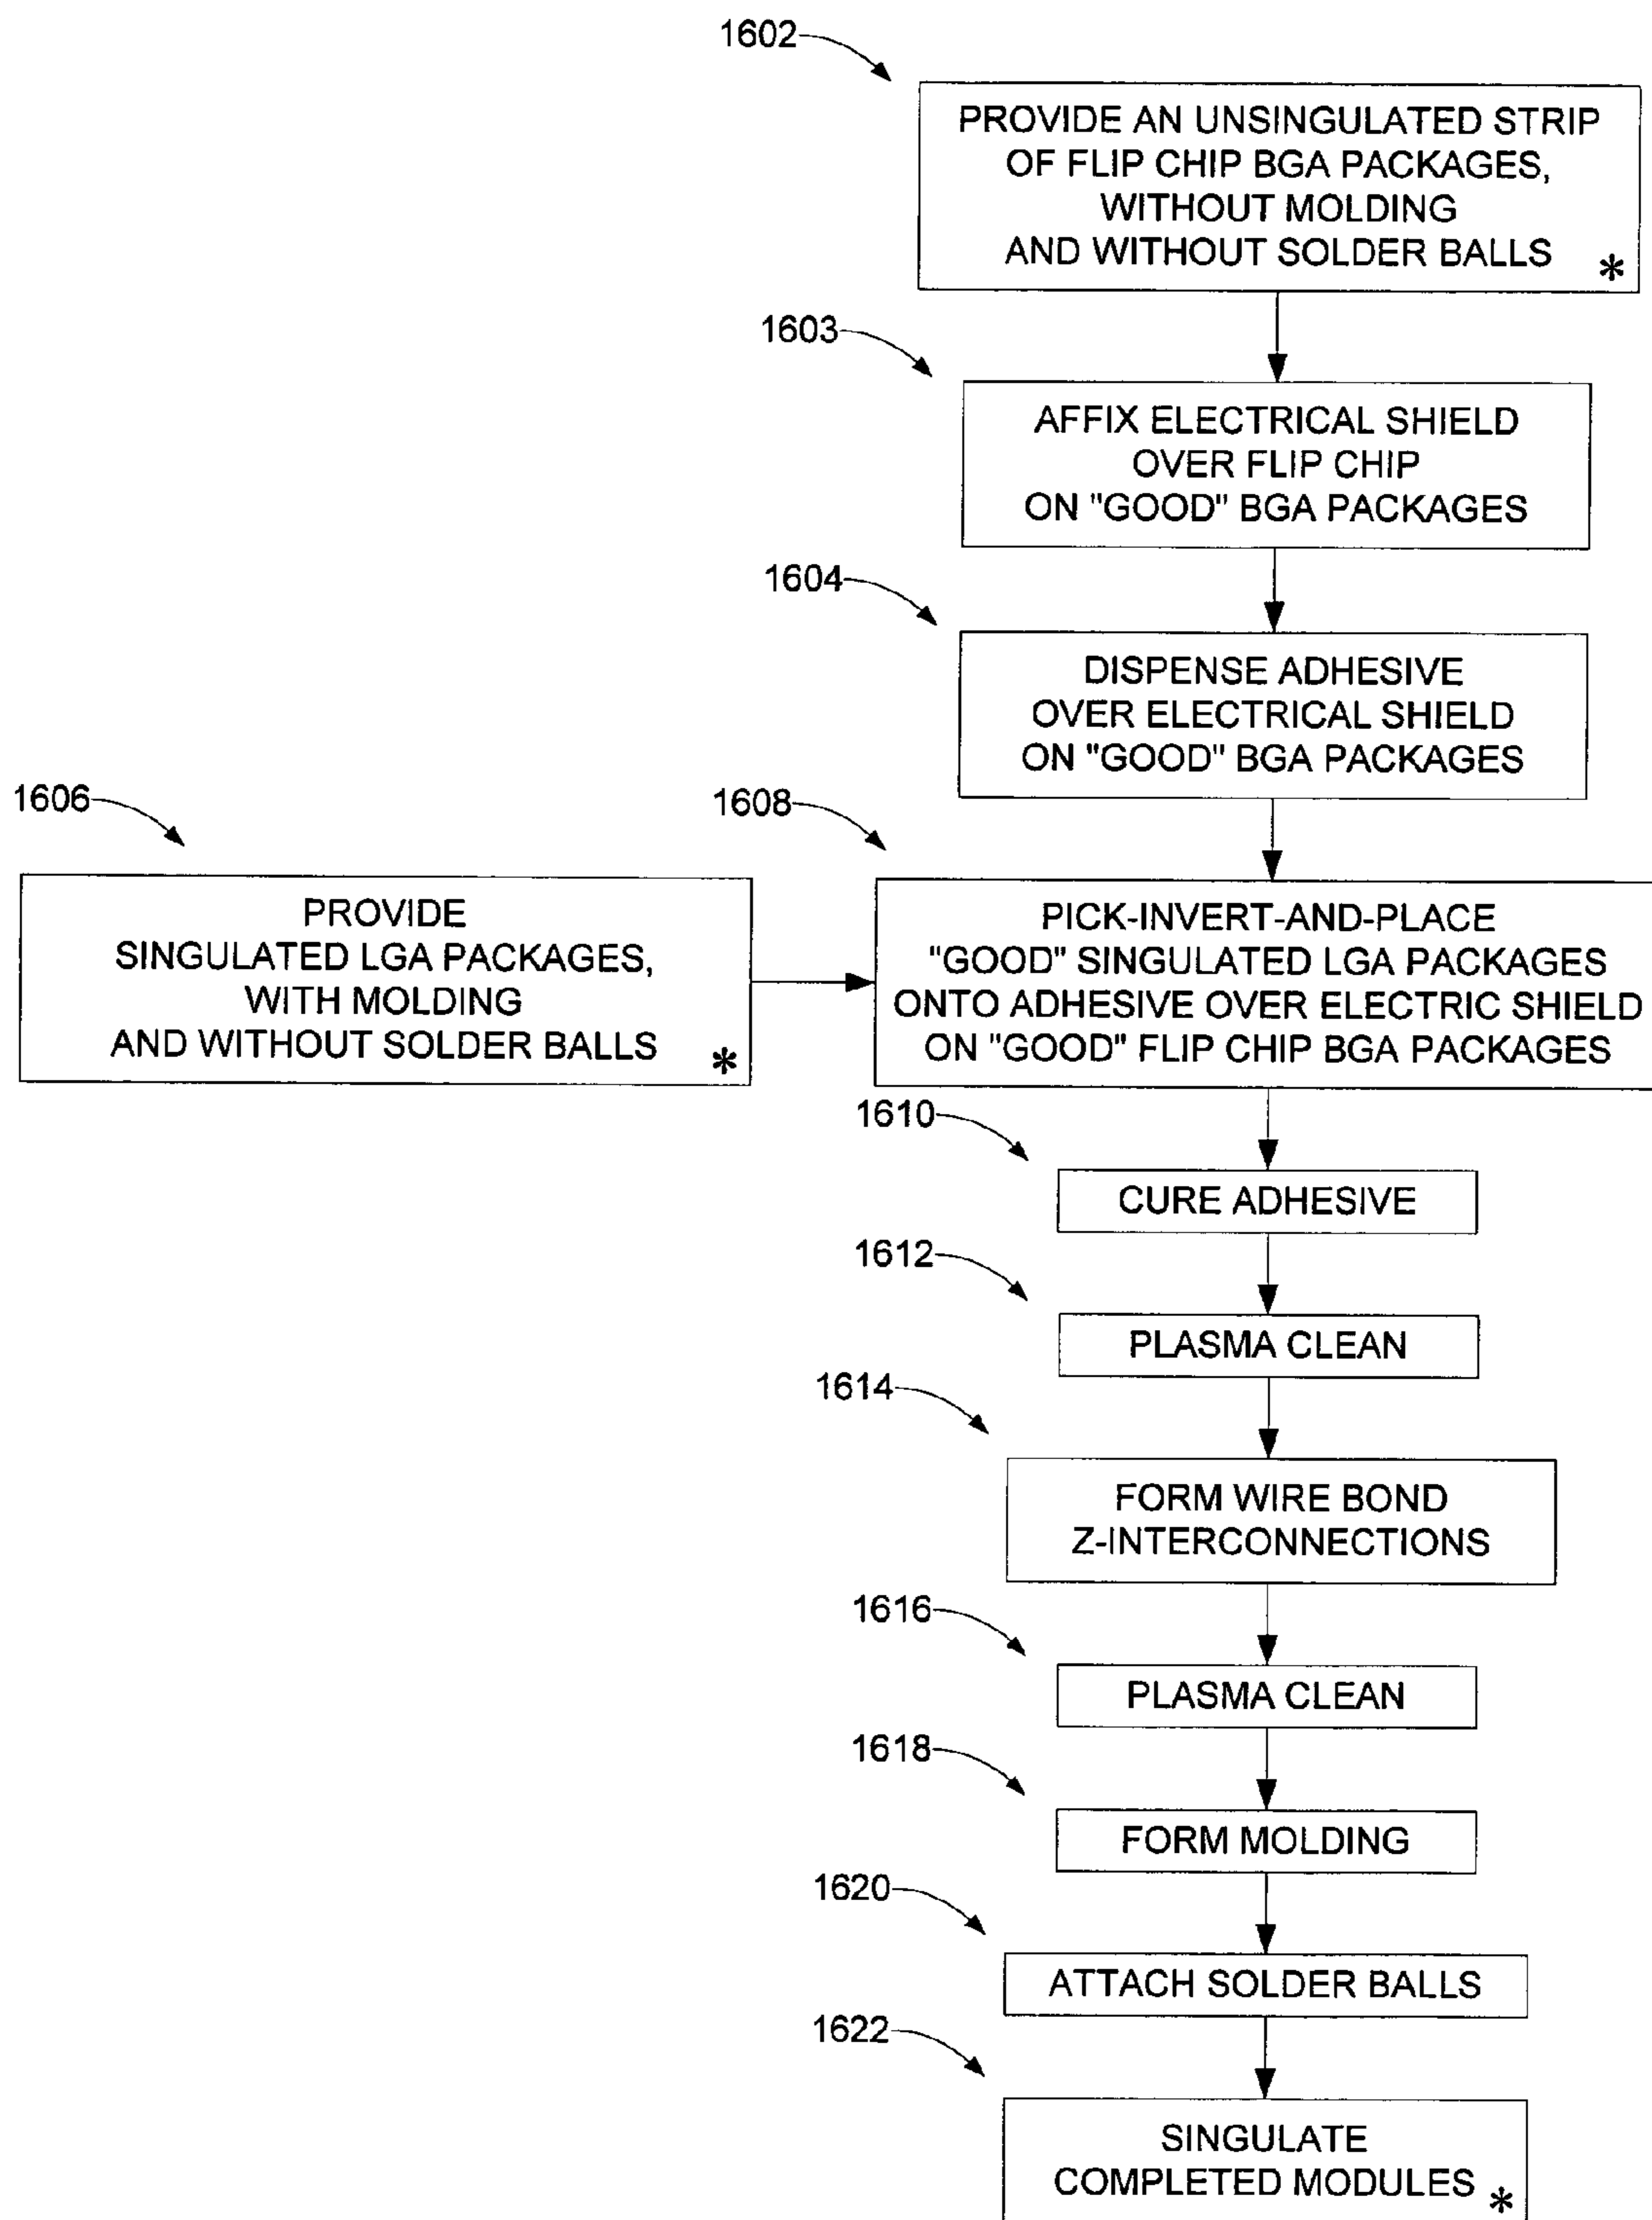 1602
PROVIDE AN UNSINGULATED STRIP
OF FLIP CHIP BGA PACKAGES,
WITHOUT MOLDING
AND WITHOUT SOLDER BALLS *
1603
AFFIX ELECTRICAL SHIELD
OVER FLIP CHIP
ON "GOOD" BGA PACKAGES
1604
DISPENSE ADHESIVE
OVER ELECTRICAL SHIELD
ON "GOOD" BGA PACKAGES
1606
PROVIDE
SINGULATED LGA PACKAGES,
WITH MOLDING
AND WITHOUT SOLDER BALLS *
1608
PICK-INVERT-AND-PLACE
"GOOD" SINGULATED LGA PACKAGES
ONTO ADHESIVE OVER ELECTRIC SHIELD
ON "GOOD" FLIP CHIP BGA PACKAGES
1610
CURE ADHESIVE
1612
PLASMA CLEAN
1614
FORM WIRE BOND
Z-INTERCONNECTIONS
1616
PLASMA CLEAN
1618
FORM MOLDING
1620
ATTACH SOLDER BALLS
1622
SINGULATE
COMPLETED MODULES *